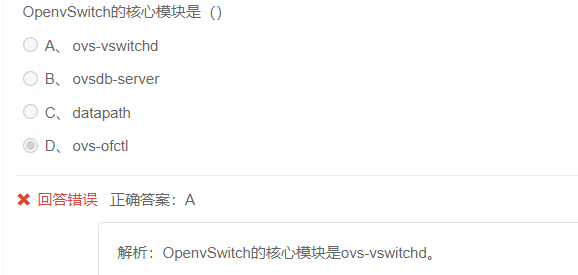 OpenvSwitch的核心模块是（）
A、 ovs-vswitchd
B、 ovsdb-server
C、 datapath
D、 ovs-ofctl
✖ 回答错误 正确答案：A
解析：OpenvSwitch的核心模块是ovs-vswitchd。